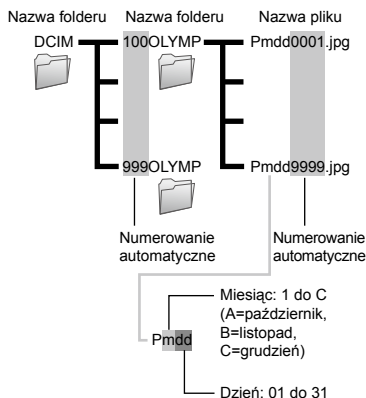 Nazwa folderu Nazwa folderu Nazwa pliku
DCIM 100OLYMP Pmdd0001.jpg
999OLYMP Pmdd9999.jpg
Numerowanie automatyczne
Numerowanie automatyczne
Pmdd
Miesiąc: 1 do C
(A=październik,
B=listopad,
C=grudzień)
Dzień: 01 do 31